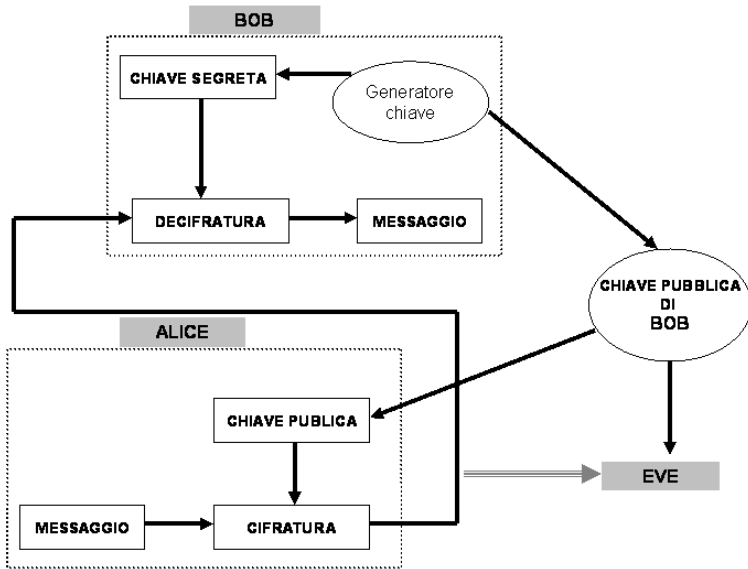 BOB
CHIAVE SEGRETA
Generatore
chiave
DECIFRATURA
MESSAGGIO
CHIAVE PUBBLICA
DI
BOB
ALICE
CHIAVE PUBLICA
EVE
MESSAGGIO
CIFRATURA